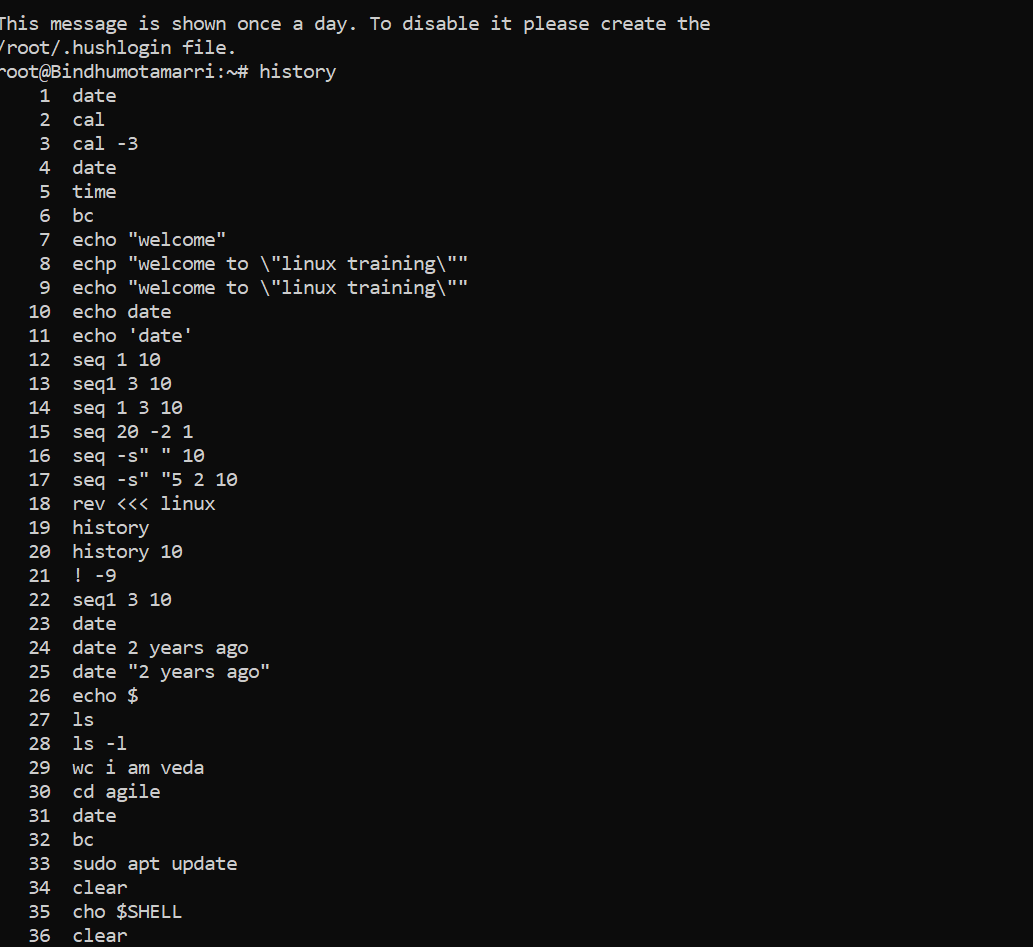 This message is shown once a day. To disable it please create the
/root/.hushlogin file.
root@Bindhumotamarri:~# history
1 date
2 cal
3 cal -3
4 date
5 time
6 bc
7 echo "welcome"
8 echp "welcome to \"linux training\""
9 echo "welcome to \"linux training\""
10 echo date
11 echo 'date'
12 seq 1 10
13 seq1 3 10
14 seq 1 3 10
15 seq 20 -2 1
16 seq -s" " 10
17 seq -s" "5 2 10
18 rev <<< linux
19 history
20 history 10
21 ! -9
22 seq1 3 10
23 date
24 date 2 years ago
25 date "2 years ago"
26 echo $
27 ls
28 ls -l
29 wc i am veda
30 cd agile
31 date
32 bc
33 sudo apt update
34 clear
35 cho $SHELL
36 clear